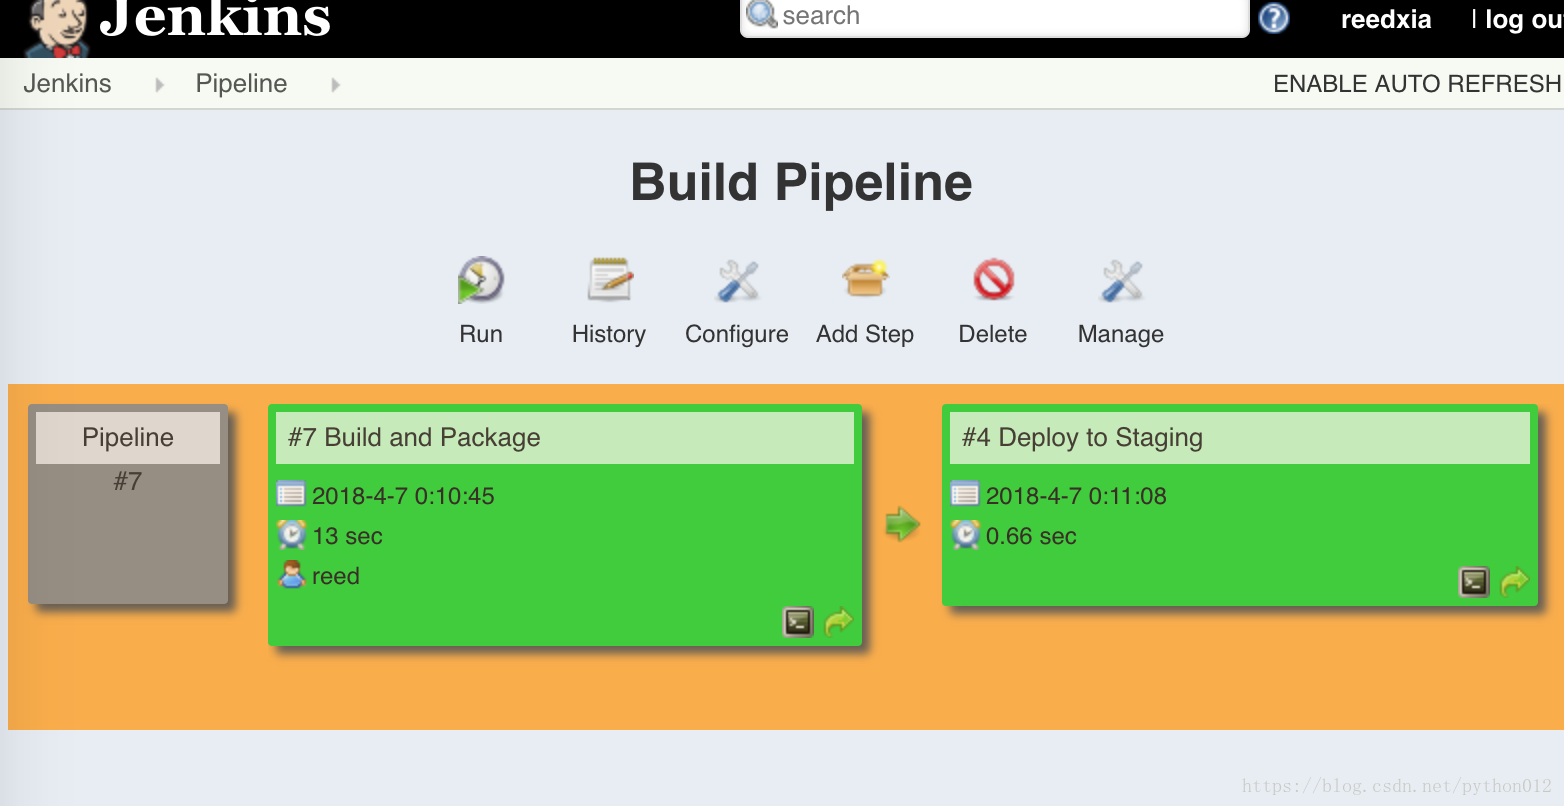 Jenkins
search
reedxia
| log ou
Jenkins
Pipeline
ENABLE AUTO REFRESH
Build Pipeline
Run
History
Configure
Add Step
Delete
Manage
Pipeline
#7
#7 Build and Package
2018-4-7 0:10:45
13 sec
reed
#4 Deploy to Staging
2018-4-7 0:11:08
0.66 sec
https://blog.csdn.net/python012